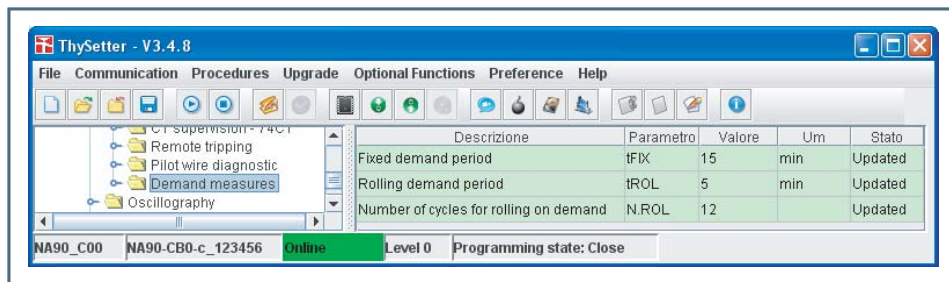 ThySetter - V3.4.8
File Communication Procedures Upgrade Optional Functions Preference Help
CT supervision - 74CT
Remote tripping
Pilot wire diagnostic
Demand measures
Oscillography
Descrizione Parametro Valore Um Stato
Fixed demand period tFIX 15 min Updated
Rolling demand period tROL 5 min Updated
Number of cycles for rolling on demand N.ROL 12 Updated
NA90_C00 NA90-CB0-c_123456 Online Level 0 Programming state: Close